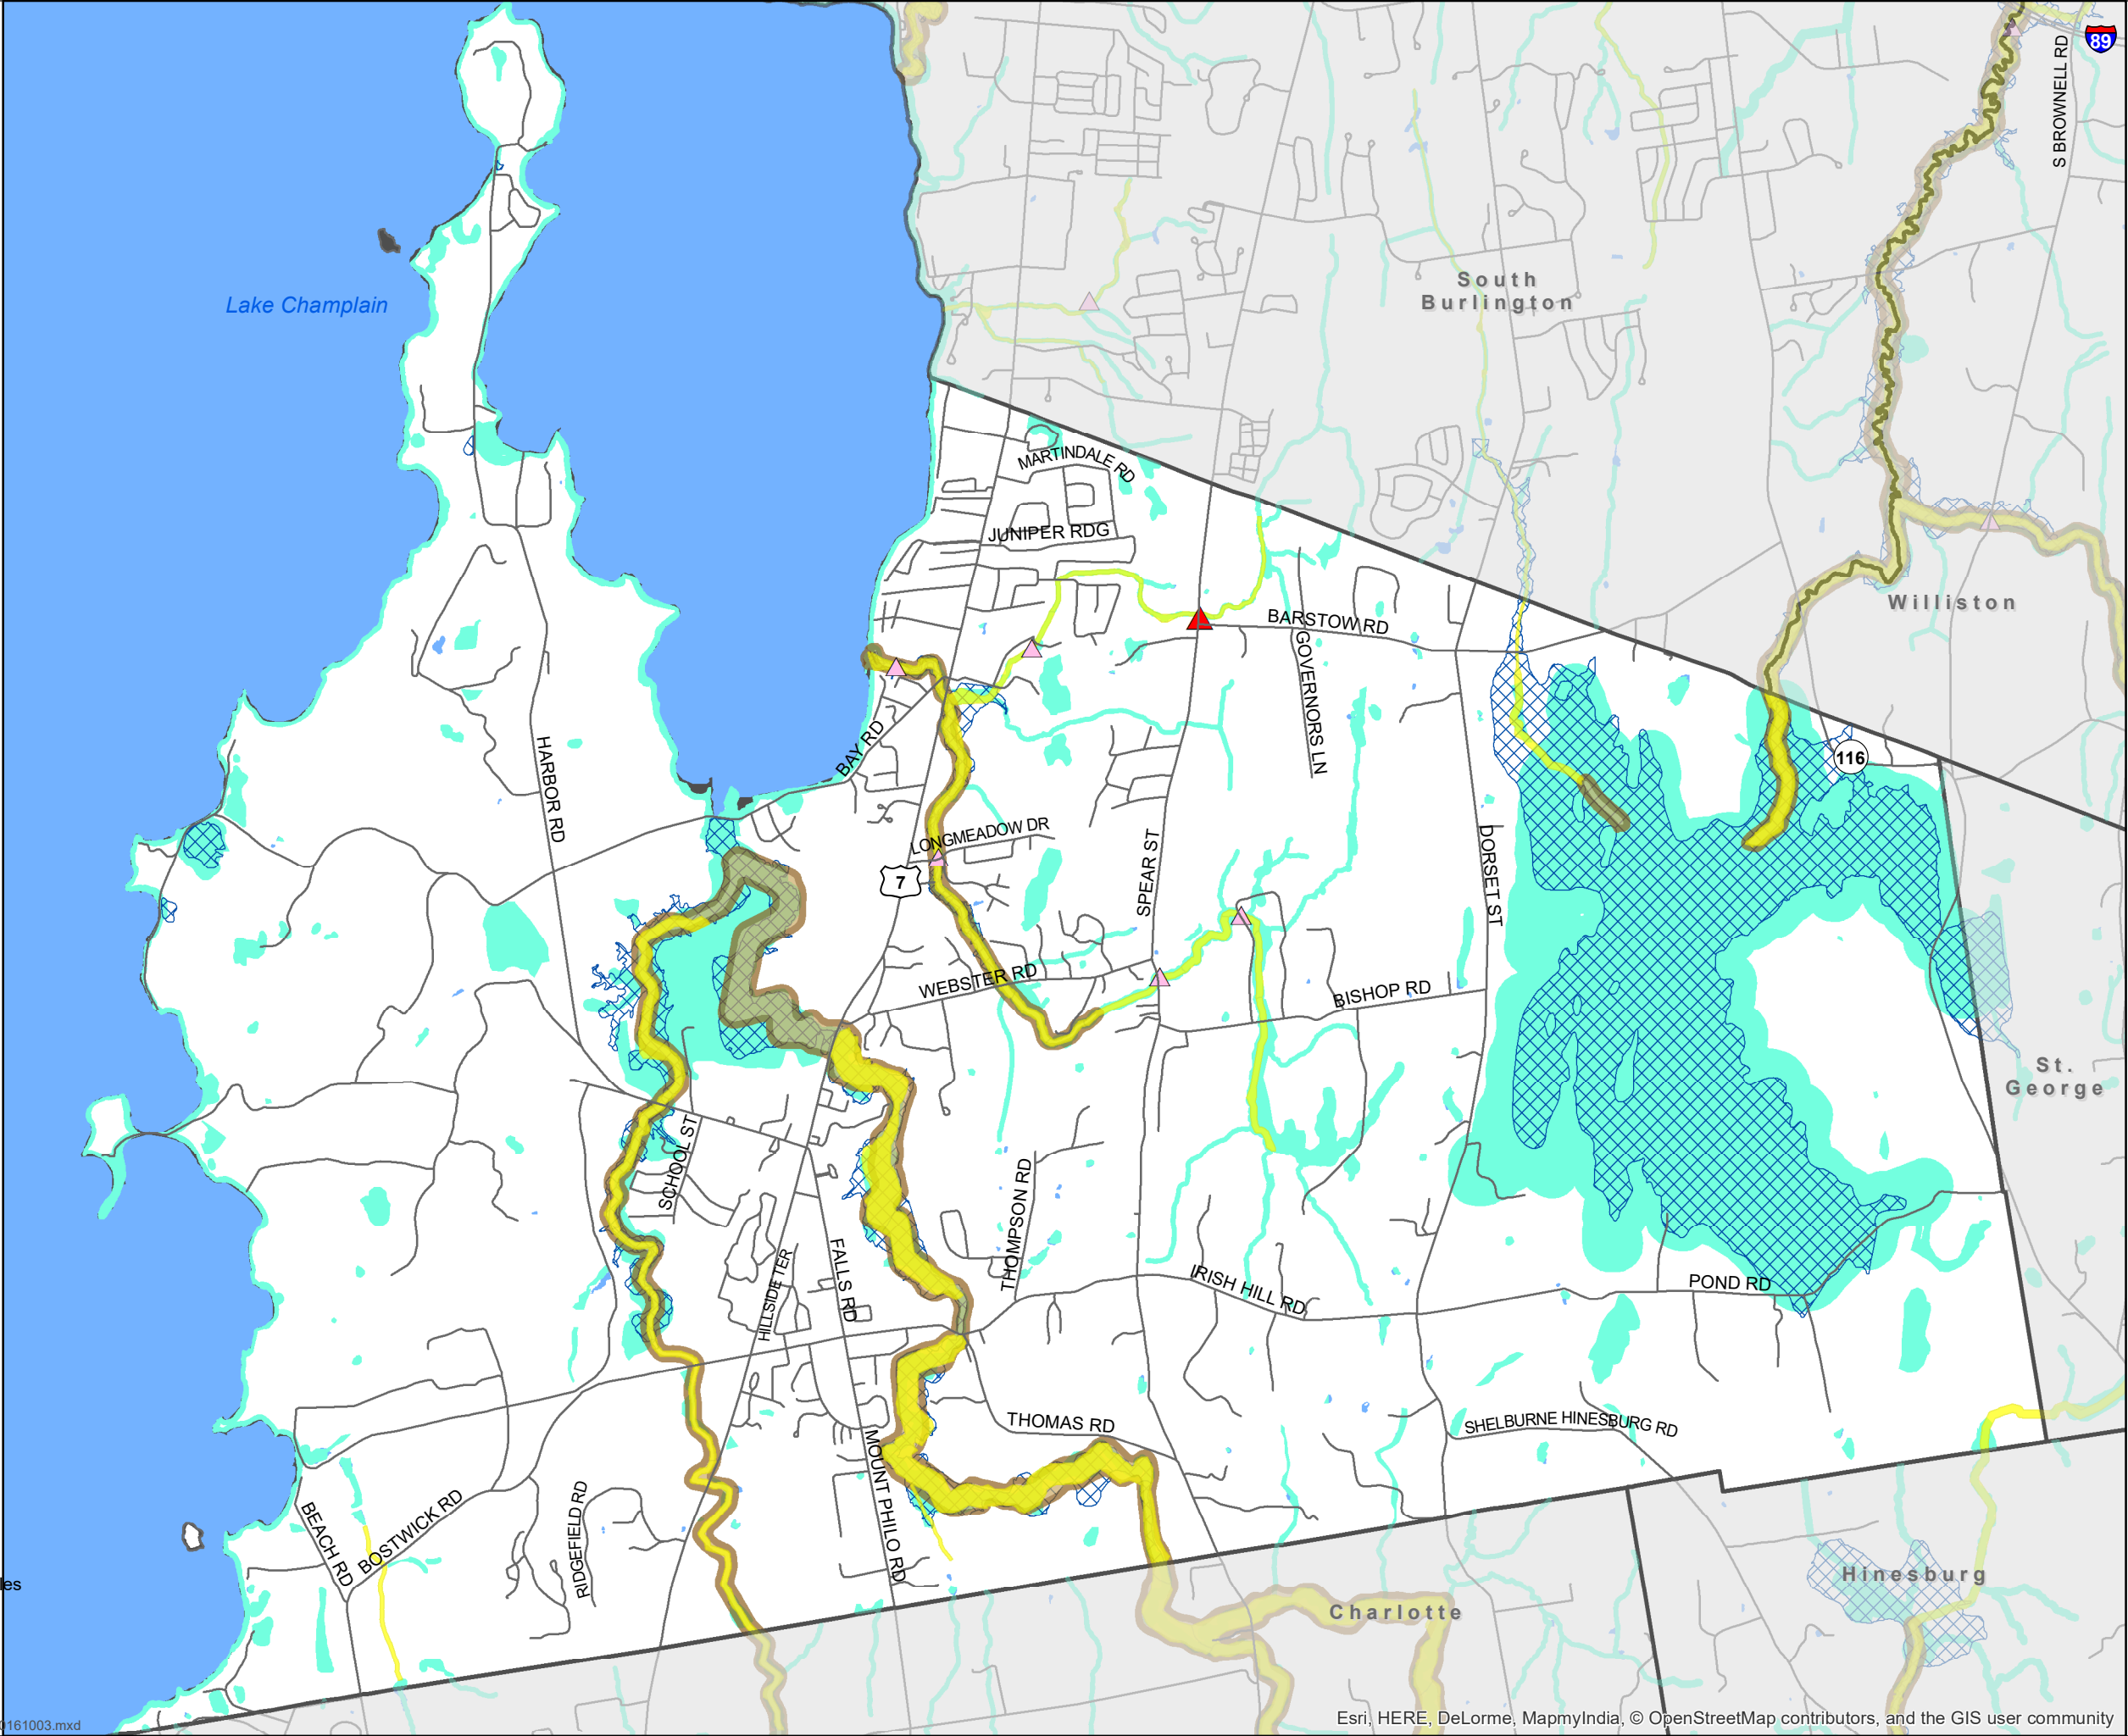 89
S BROWNELL RD
Lake Champlain
South
Burlington
MARTINDALE RD
JUNIPER RDG
Williston
BARSTOW RD
GOVERNORS LN
BAY RD
HARBOR RD
116
LONGMEADOW DR
7
SPEAR ST
DORSET ST
WEBSTER RD
BISHOP RD
St.
George
SCHOOL ST
THOMPSON RD
HILLSIDE TER
FALLS RD
IRISH HILL RD
POND RD
THOMAS RD
SHELBURNE HINESBURG RD
MOUNT PHILO RD
BEACH RD
BOSTWICK RD
RIDGEFIELD RD
les
Hinesburg
Charlotte
0161003.mxd
Esri, HERE, DeLorme, MapmyIndia, © OpenStreetMap contributors, and the GIS user community